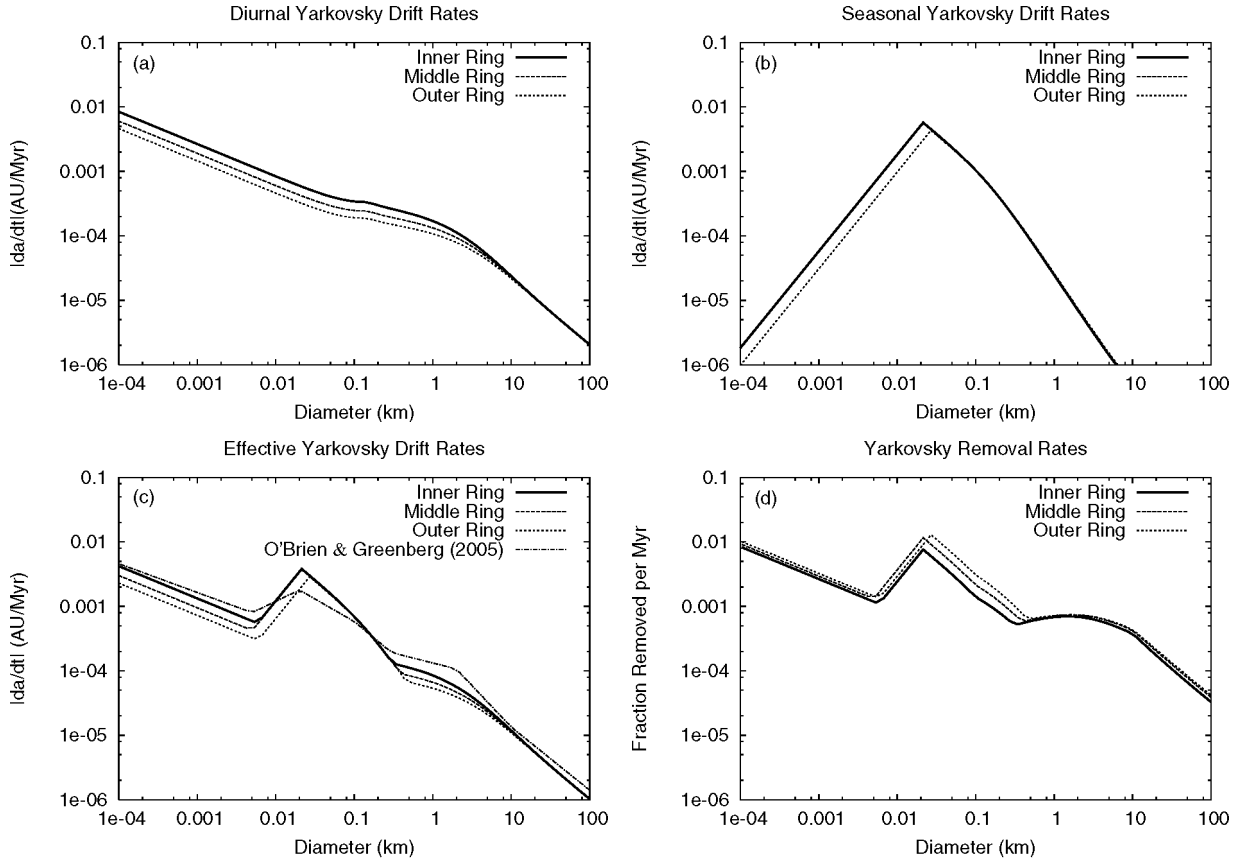 Diurnal Yarkovsky Drift Rates
(a)
Inner Ring
Middle Ring
Outer Ring
0.1
0.01
0.001
1e-04
1e-05
1e-06
|da/dt|(AU/Myr)
1e-04 0.001 0.01 0.1 1 10 100
Diameter (km)
Seasonal Yarkovsky Drift Rates
(b)
Inner Ring
Middle Ring
Outer Ring
0.1
0.01
0.001
1e-04
1e-05
1e-06
|da/dt|(AU/Myr)
1e-04 0.001 0.01 0.1 1 10 100
Diameter (km)
Effective Yarkovsky Drift Rates
(c)
Inner Ring
Middle Ring
Outer Ring
O'Brien & Greenberg (2005)
0.1
0.01
0.001
1e-04
1e-05
1e-06
|da/dt| (AU/Myr)
1e-04 0.001 0.01 0.1 1 10 100
Diameter (km)
Yarkovsky Removal Rates
(d)
Inner Ring
Middle Ring
Outer Ring
0.1
0.01
0.001
1e-04
1e-05
1e-06
Fraction Removed per Myr
1e-04 0.001 0.01 0.1 1 10 100
Diameter (km)